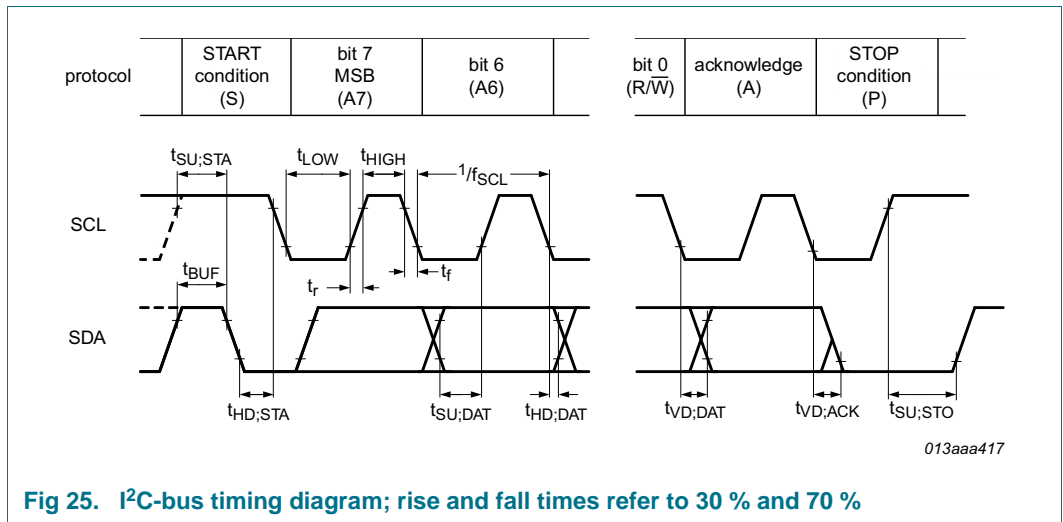 protocol
START
condition
(S)
bit 7
MSB
(A7)
bit 6
(A6)
bit 0
(R/W̅)
acknowledge
(A)
STOP
condition
(P)
tSU;STA
tLOW
tHIGH
1/fSCL
SCL
tBUF
tr
tf
SDA
tHD;STA
tSU;DAT
tHD;DAT
tVD;DAT
tVD;ACK
tSU;STO
013aaa417
Fig 25. I²C-bus timing diagram; rise and fall times refer to 30 % and 70 %